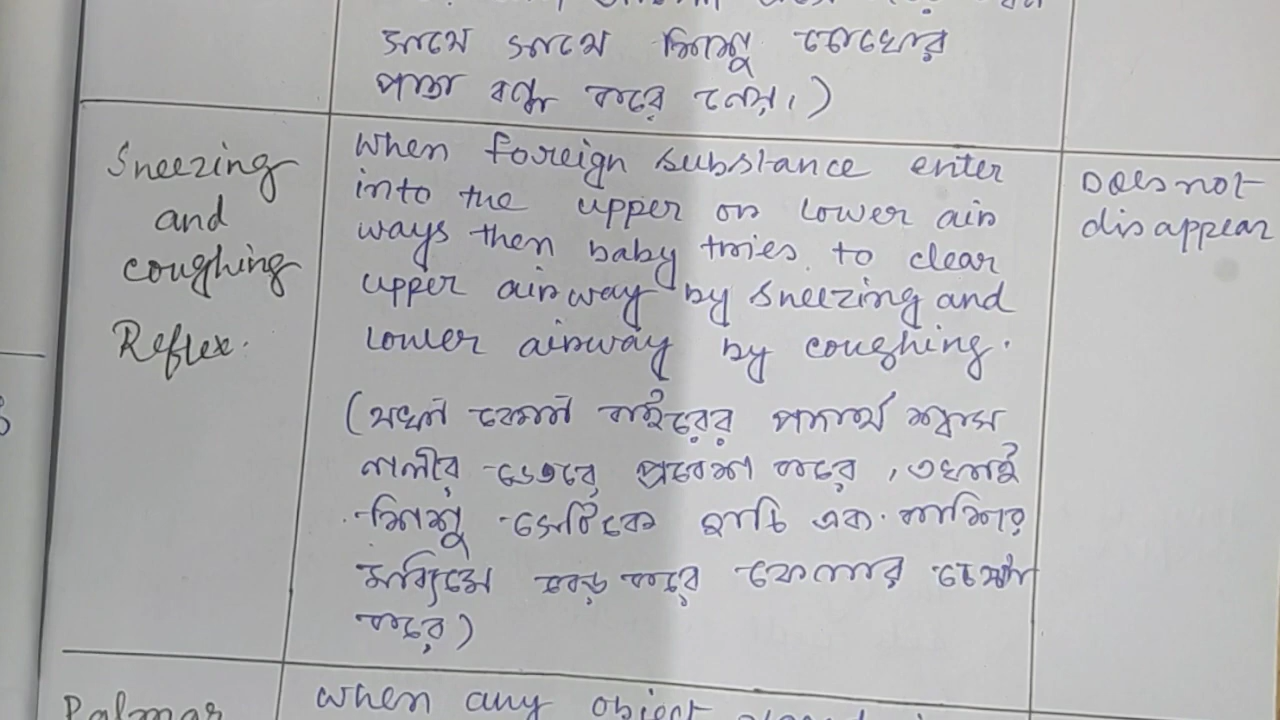 সাথে সাথে শিশু চোখের
পাতা বন্ধ করে দেয়।)
Sneezing
and
coughing
Reflex.
When foreign substance enter
into the upper or lower air
ways then baby tries to clear
upper airway by sneezing and
lower airway by coughing.
(যখন কোনো বাইরের পদার্থ শ্বাস
নালীর ভেতরে প্রবেশ করে, তখনই
শিশু সেটিকে হাঁচি এবং কাশির
মাধ্যমে বের করে ফেলার চেষ্টা
করে)
Does not
disappear
Palmar
When any object